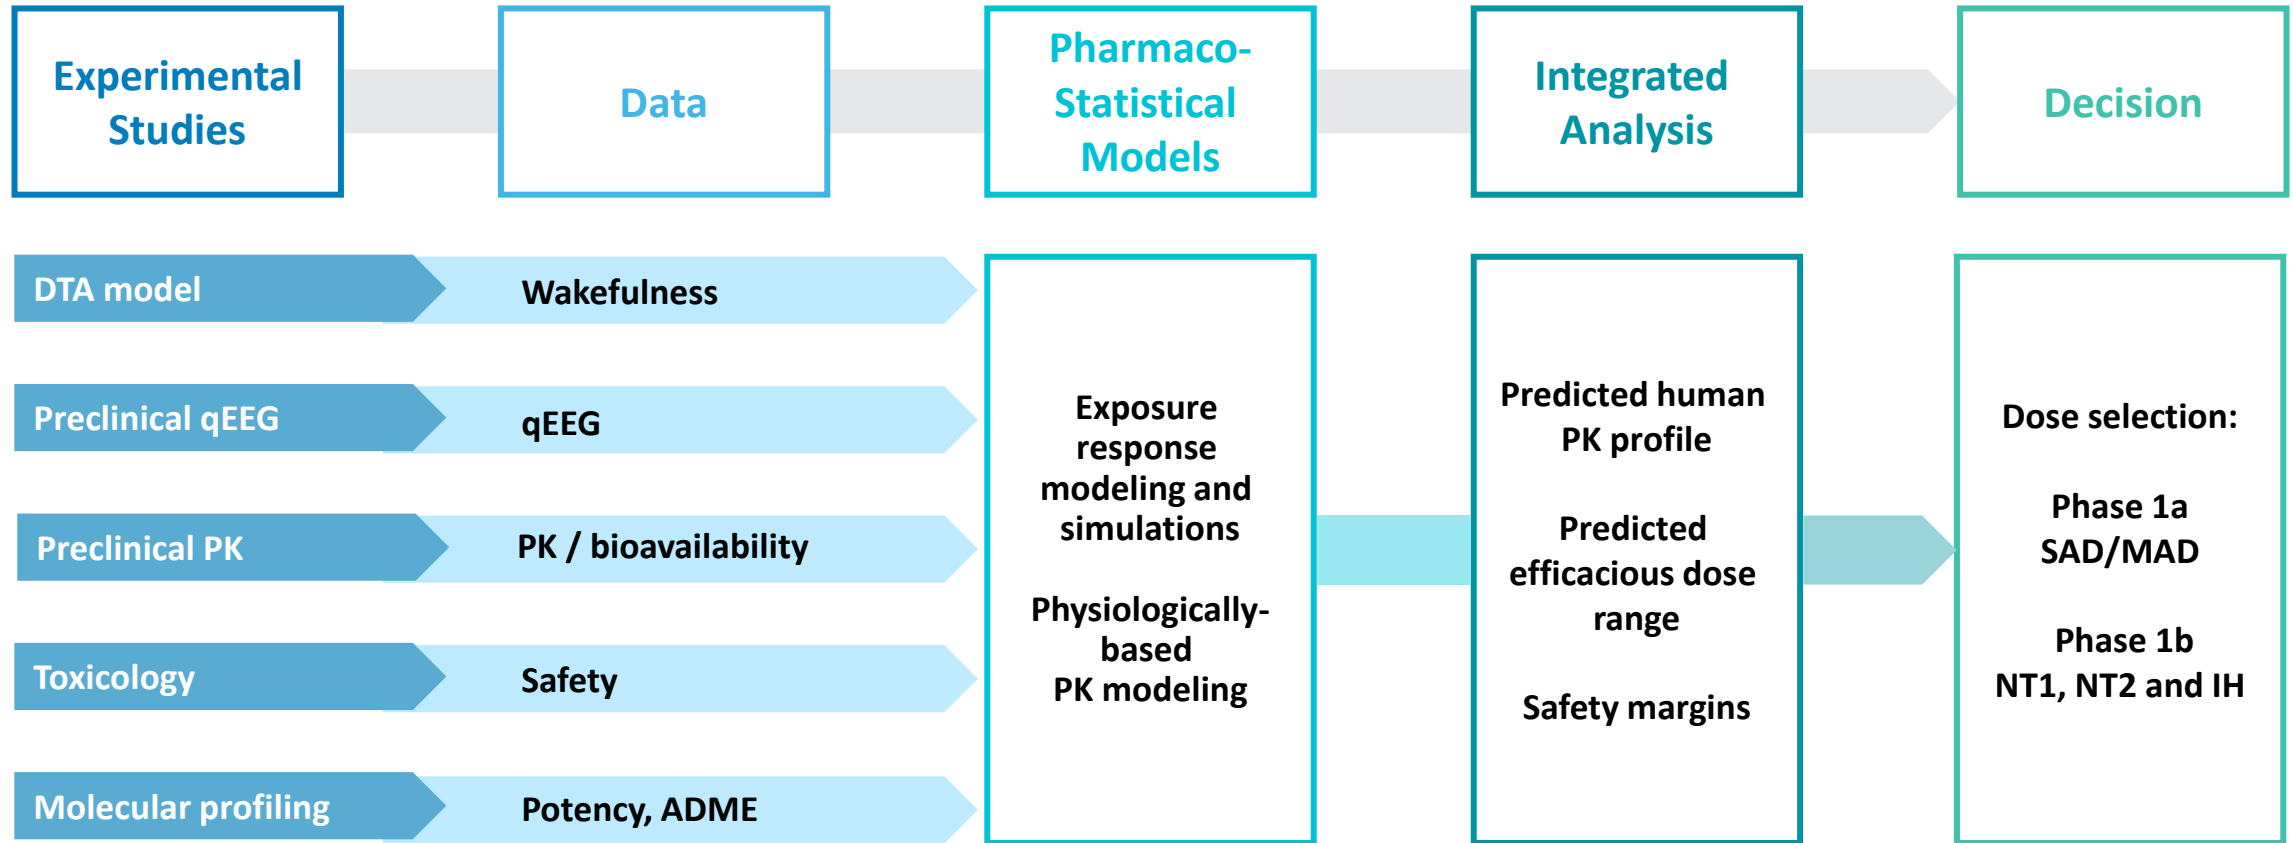 Experimental
Studies
Data
Pharmaco-
Statistical
Models
Integrated
Analysis
Decision
DTA model
Wakefulness
Preclinical qEEG
qEEG
Preclinical PK
PK / bioavailability
Toxicology
Safety
Molecular profiling
Potency, ADME
Exposure
response
modeling and
simulations
Physiologically-
based
PK modeling
Predicted human
PK profile
Predicted
efficacious dose
range
Safety margins
Dose selection:
Phase 1a
SAD/MAD
Phase 1b
NT1, NT2 and IH